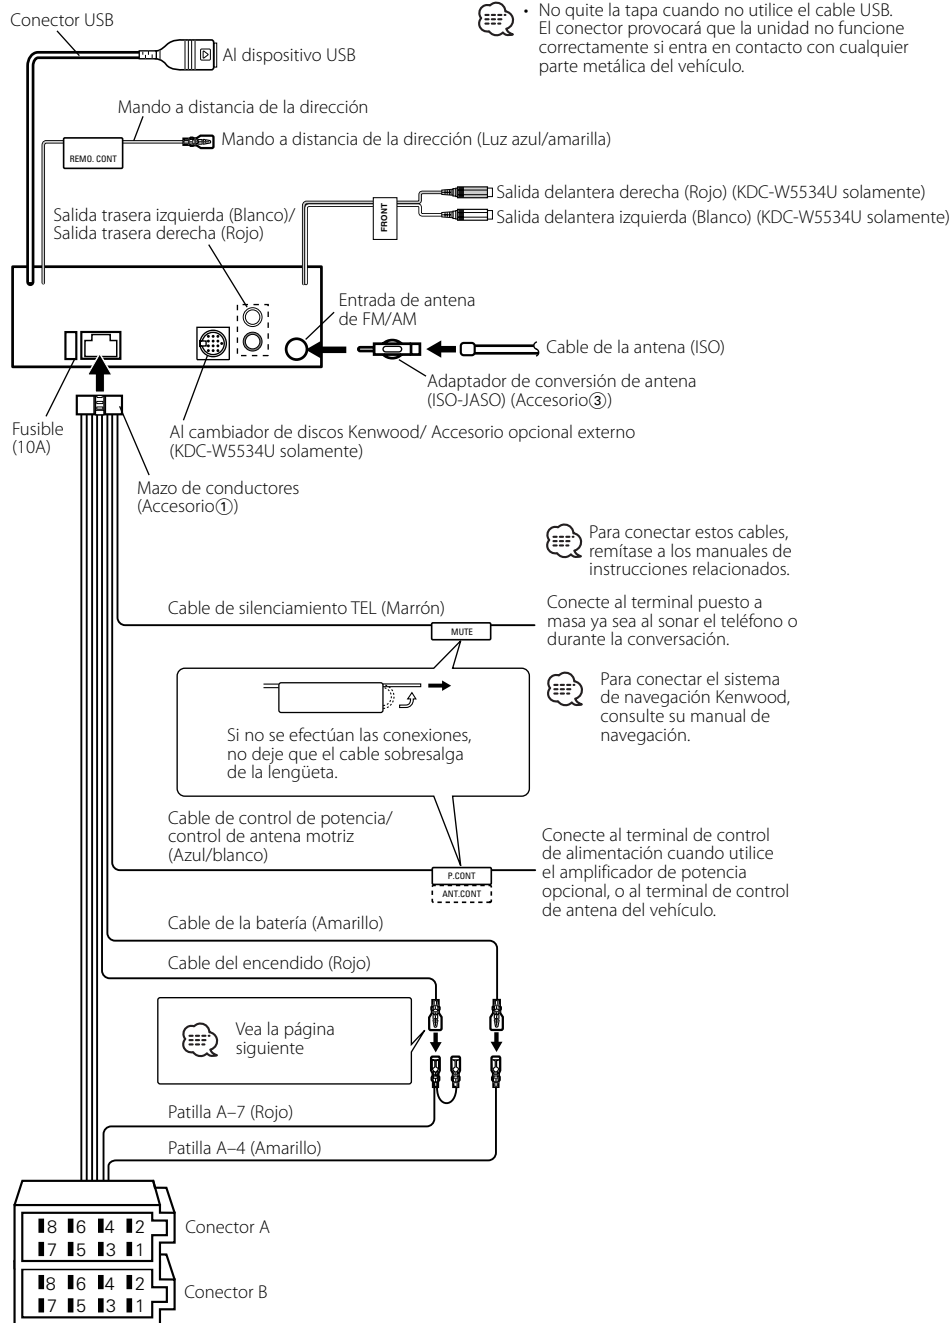 Conector USB
Al dispositivo USB
• No quite la tapa cuando no utilice el cable USB.
El conector provocará que la unidad no funcione
correctamente si entra en contacto con cualquier
parte metálica del vehículo.
Mando a distancia de la dirección
REMO. CONT
Mando a distancia de la dirección (Luz azul/amarilla)
FRONT
Salida delantera derecha (Rojo) (KDC-W5534U solamente)
Salida delantera izquierda (Blanco) (KDC-W5534U solamente)
Salida trasera izquierda (Blanco)/
Salida trasera derecha (Rojo)
Entrada de antena
de FM/AM
Cable de la antena (ISO)
Adaptador de conversión de antena
(ISO-JASO) (Accesorio③)
Fusible
(10A)
Al cambiador de discos Kenwood/ Accesorio opcional externo
(KDC-W5534U solamente)
Mazo de conductores
(Accesorio①)
Para conectar estos cables,
remítase a los manuales de
instrucciones relacionados.
Cable de silenciamiento TEL (Marrón)
MUTE
Conecte al terminal puesto a
masa ya sea al sonar el teléfono o
durante la conversación.
Para conectar el sistema
de navegación Kenwood,
consulte su manual de
navegación.
Si no se efectúan las conexiones,
no deje que el cable sobresalga
de la lengüeta.
Cable de control de potencia/
control de antena motriz
(Azul/blanco)
P.CONT
ANT.CONT
Conecte al terminal de control
de alimentación cuando utilice
el amplificador de potencia
opcional, o al terminal de control
de antena del vehículo.
Cable de la batería (Amarillo)
Cable del encendido (Rojo)
Vea la página
siguiente
Patilla A–7 (Rojo)
Patilla A–4 (Amarillo)
8 6 4 2
7 5 3 1
Conector A
8 6 4 2
7 5 3 1
Conector B